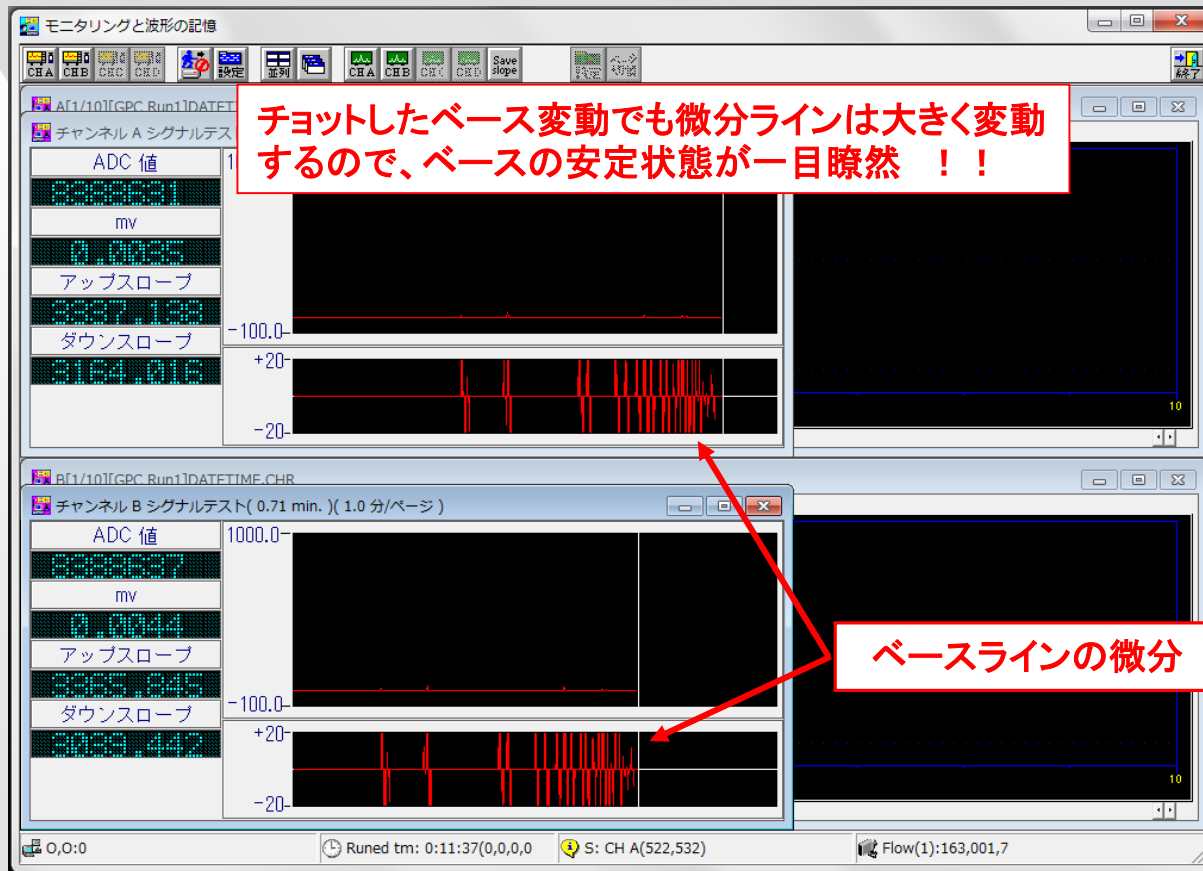 モニタリングと波形の記憶
CHA CHB CHC CHD 設定 並列 CHA CHB CHC CHD Save slope 終了
A[1/10][GPC Run1]DATET
チョットしたベース変動でも微分ラインは大きく変動
するので、ベースの安定状態が一目瞭然 ！！
チャンネル A シグナルテス
ADC 値
mv
0.0035
アップスロープ
3337.138
ダウンスロープ
3164.016
-100.0
+20
-20
10
B[1/10][GPC Run1]DATETIME.CHR
チャンネル B シグナルテスト( 0.71 min. )( 1.0 分/ページ )
ADC 値
8388637
mv
0.0044
アップスロープ
3365.845
ダウンスロープ
3039.442
1000.0
-100.0
+20
-20
ベースラインの微分
10
O,O:0
Runed tm: 0:11:37(0,0,0,0
S: CH A(522,532)
Flow(1):163,001,7